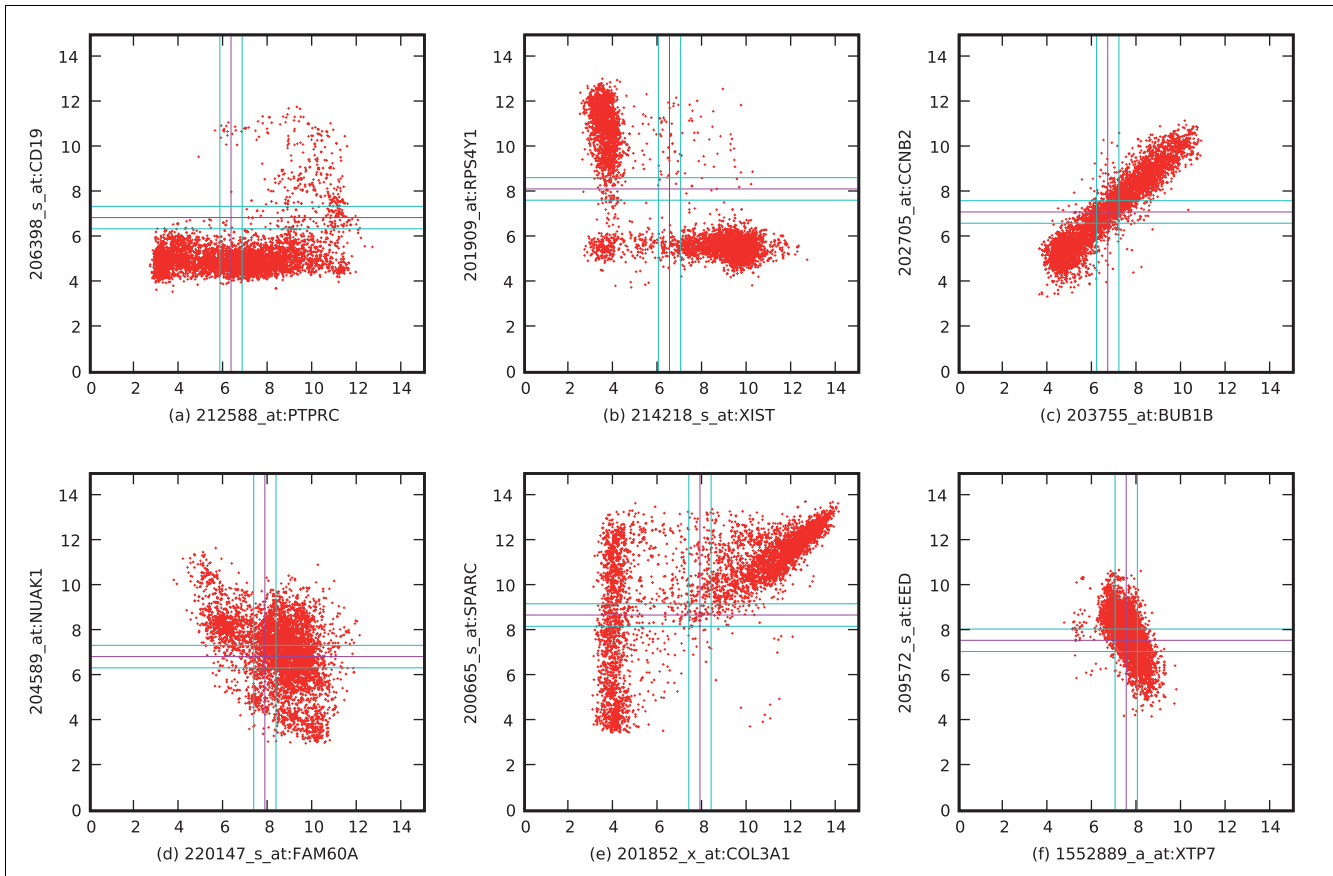 14
12
10
8
6
4
2
0
206398_s_at:CD19
0 2 4 6 8 10 12 14
(a) 212588_at:PTPRC
14
12
10
8
6
4
2
0
201909_at:RPS4Y1
0 2 4 6 8 10 12 14
(b) 214218_s_at:XIST
14
12
10
8
6
4
2
0
202705_at:CCNB2
0 2 4 6 8 10 12 14
(c) 203755_at:BUB1B
14
12
10
8
6
4
2
0
204589_at:NUAK1
0 2 4 6 8 10 12 14
(d) 220147_s_at:FAM60A
14
12
10
8
6
4
2
0
200665_s_at:SPARC
0 2 4 6 8 10 12 14
(e) 201852_x_at:COL3A1
14
12
10
8
6
4
2
0
209572_s_at:EED
0 2 4 6 8 10 12 14
(f) 1552889_a_at:XTP7